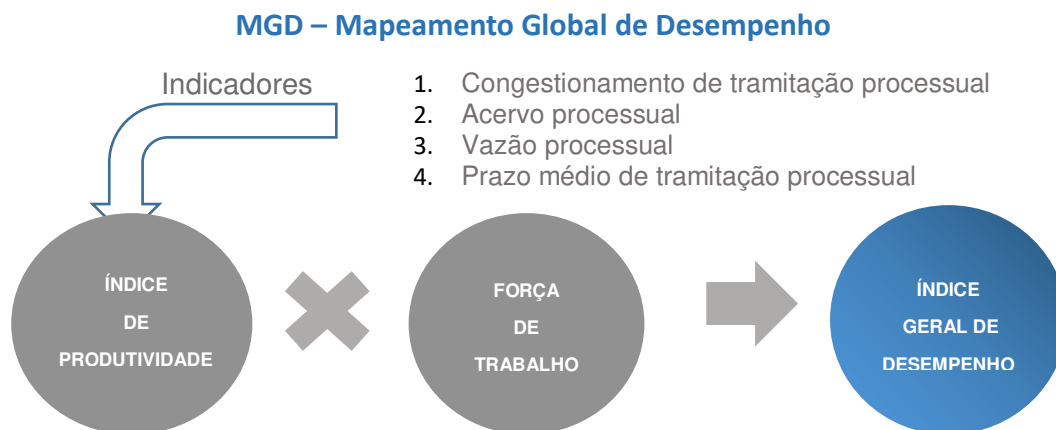 MGD – Mapeamento Global de Desempenho
Indicadores
1. Congestionamento de tramitação processual
2. Acervo processual
3. Vazão processual
4. Prazo médio de tramitação processual
ÍNDICE
DE
PRODUTIVIDADE
FORÇA
DE
TRABALHO
ÍNDICE
GERAL DE
DESEMPENHO